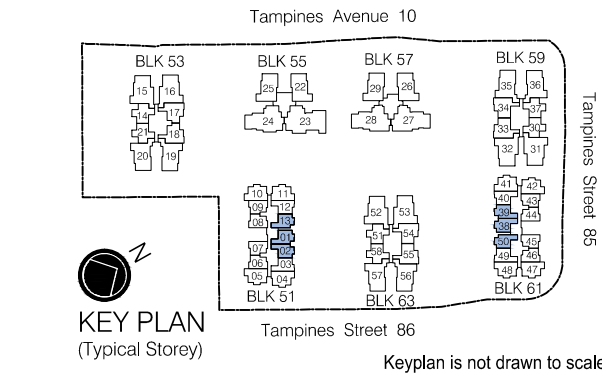 Tampines Avenue 10
BLK 53
BLK 55
BLK 57
BLK 59
15 16
14 17
21 18
20 19
25 22
24 23
29 26
28 27
35 36
34 37
33 30
32 31
Tampines Street 85
10 11
09 12
08 13
01
07 02
06 03
05 04
BLK 51
52 53
51 54
58 55
57 56
BLK 63
41 42
40 43
39 44
38
50 45
49 46
48 47
BLK 61
N
KEY PLAN
(Typical Storey)
Tampines Street 86
Keyplan is not drawn to scale